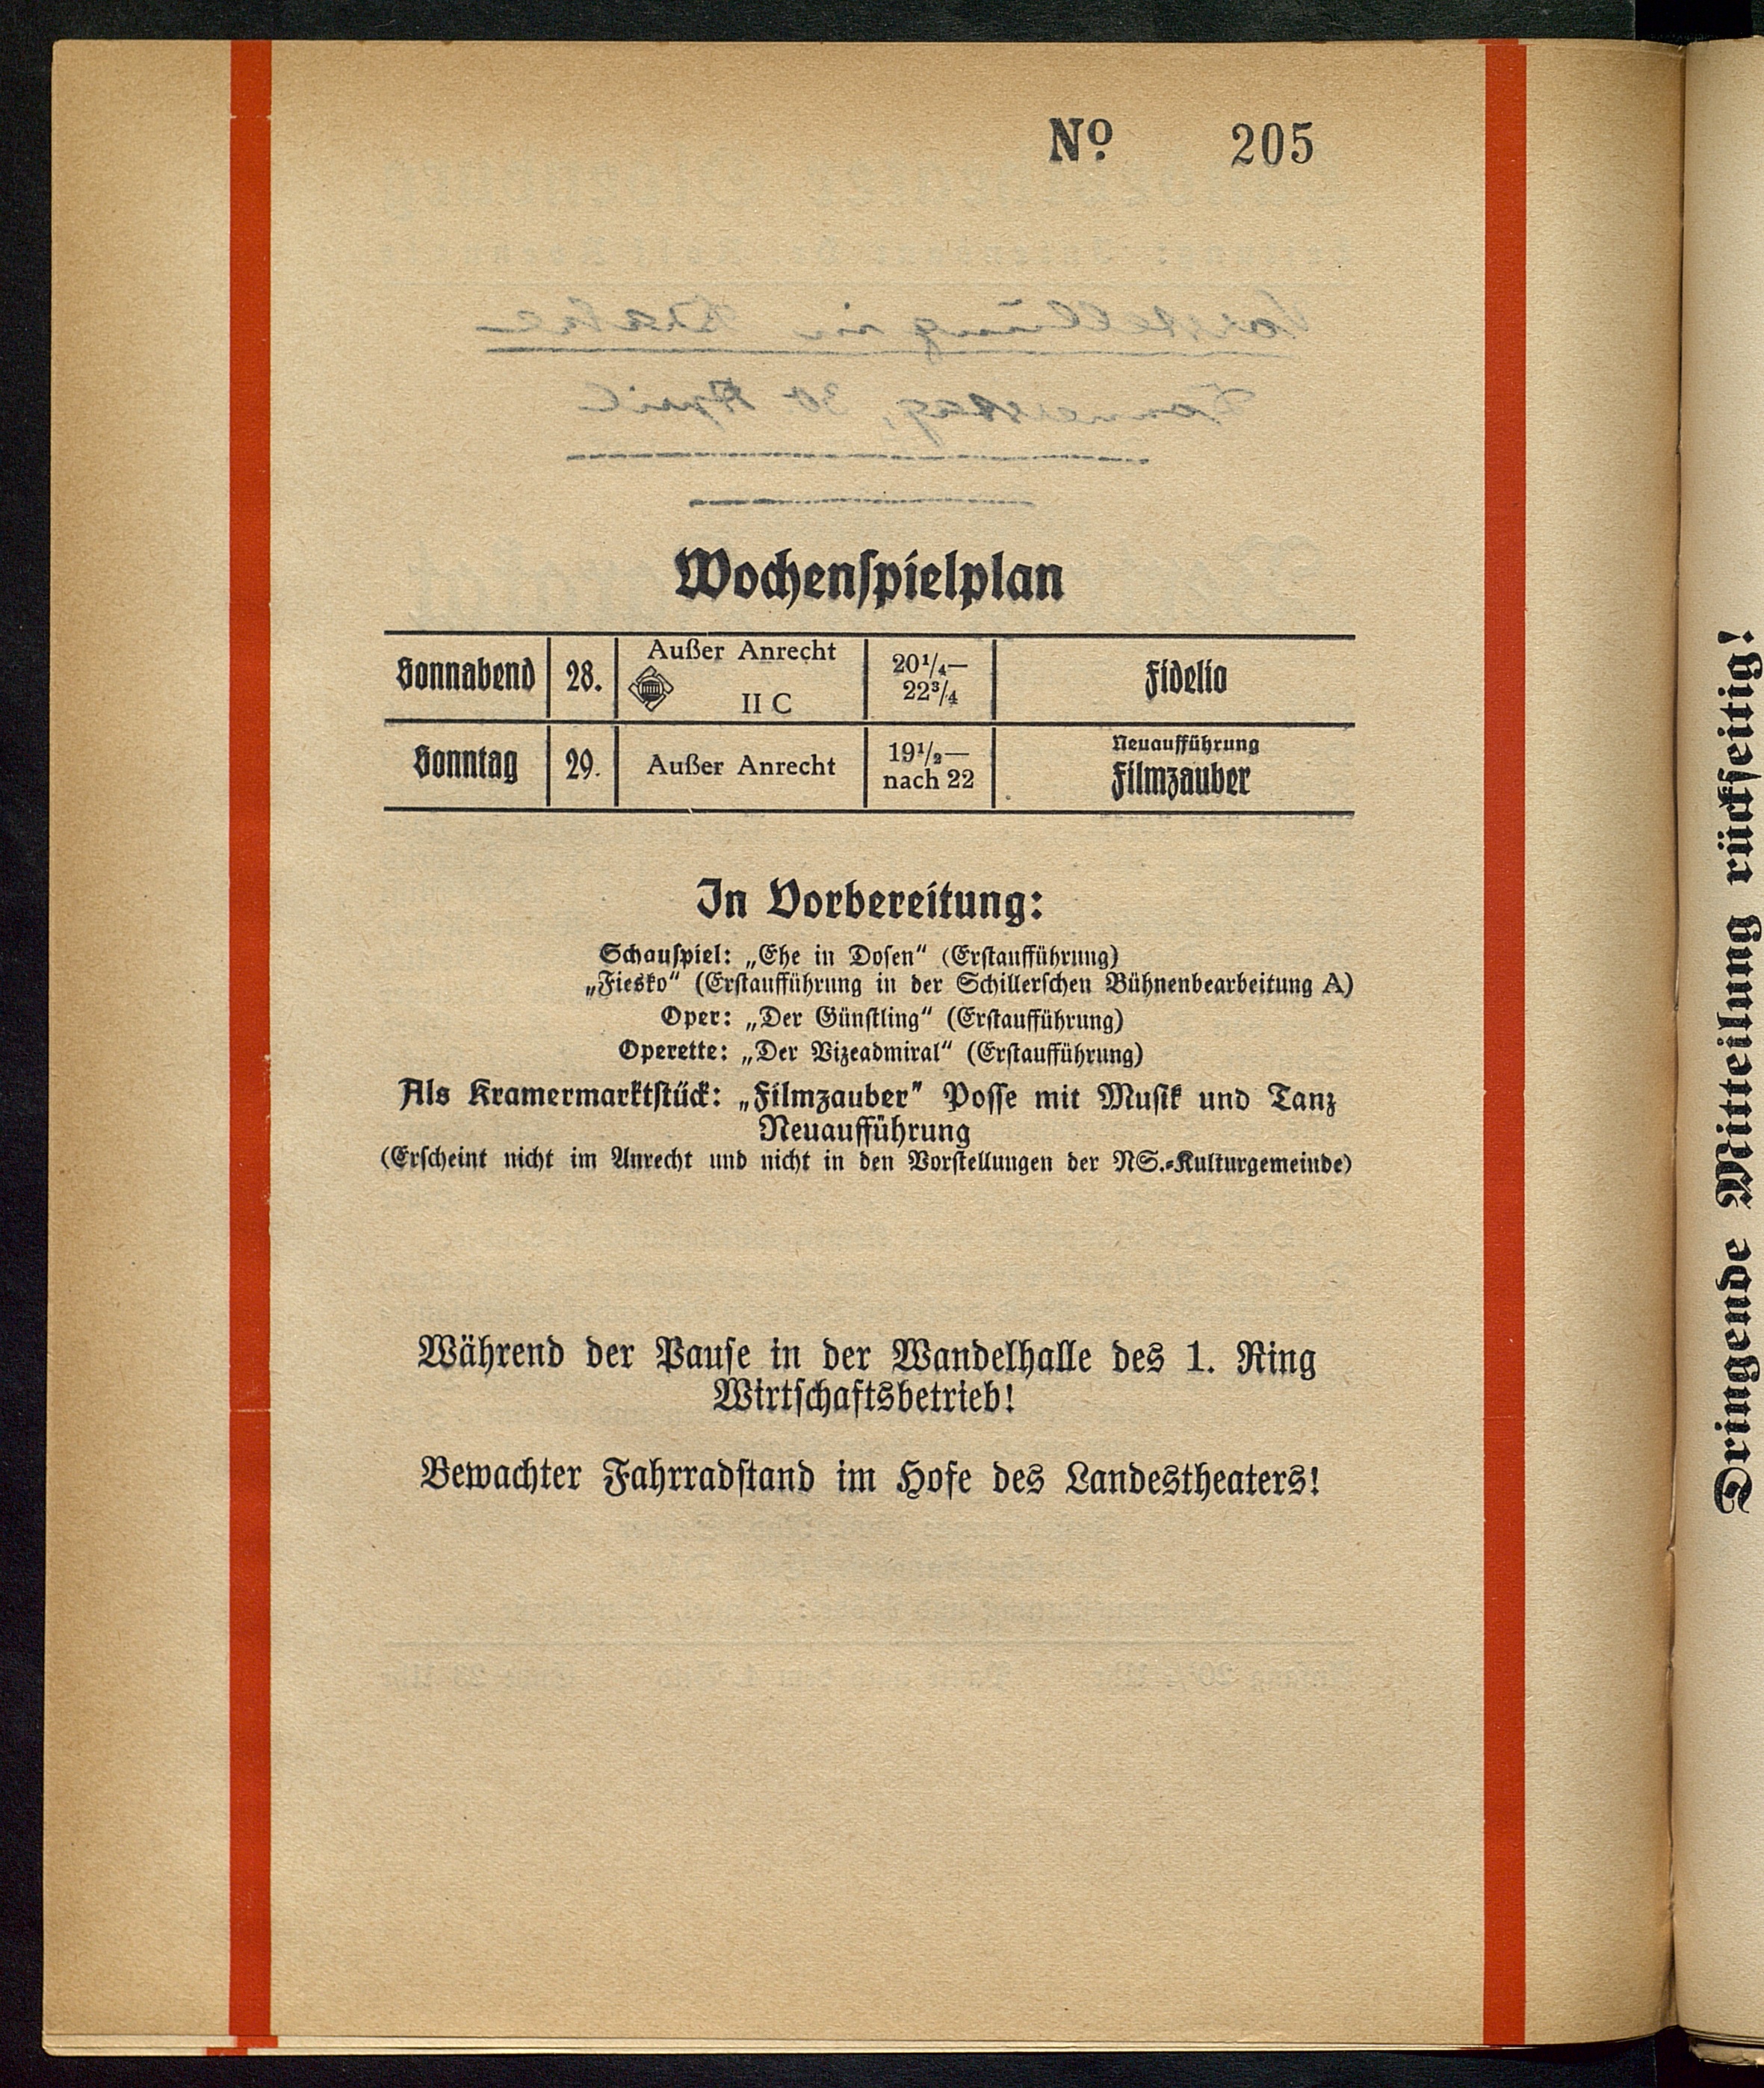 Nº. 205
Wochenspielplan
Sonnabend 28. Außer Anrecht II C 20¹/₄— 22³/₄ Fidelio
Sonntag 29. Außer Anrecht 19¹/₂— nach 22 Neuaufführung Filmzauber
In Vorbereitung:
Schauspiel: „Ehe in Dosen“ (Erstaufführung)
„Fiesko“ (Erstaufführung in der Schillerschen Bühnenbearbeitung A)
Oper: „Der Günstling“ (Erstaufführung)
Operette: „Der Vizeadmiral“ (Erstaufführung)
Als Kramermarktstück: „Filmzauber“ Posse mit Musik und Tanz
Neuaufführung
(Erscheint nicht im Anrecht und nicht in den Vorstellungen der NS.-Kulturgemeinde)
Während der Pause in der Wandelhalle des 1. Ring
Wirtschaftsbetrieb!
Bewachter Fahrradstand im Hofe des Landestheaters!
Dringende Mitteilung rückseitig!